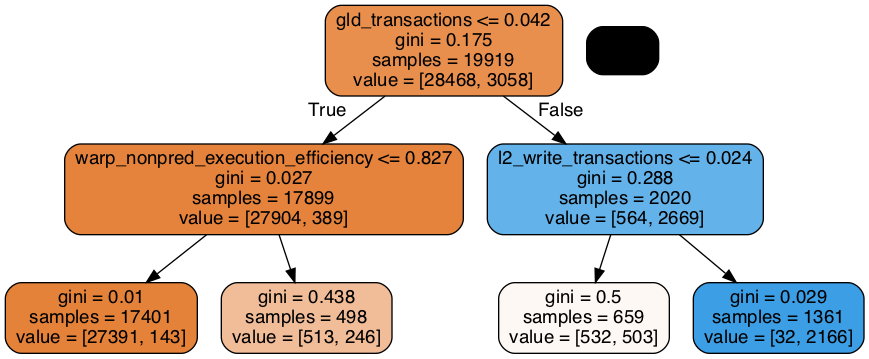 gld_transactions <= 0.042
gini = 0.175
samples = 19919
value = [28468, 3058]
True
False
warp_nonpred_execution_efficiency <= 0.827
gini = 0.027
samples = 17899
value = [27904, 389]
l2_write_transactions <= 0.024
gini = 0.288
samples = 2020
value = [564, 2669]
gini = 0.01
samples = 17401
value = [27391, 143]
gini = 0.438
samples = 498
value = [513, 246]
gini = 0.5
samples = 659
value = [532, 503]
gini = 0.029
samples = 1361
value = [32, 2166]